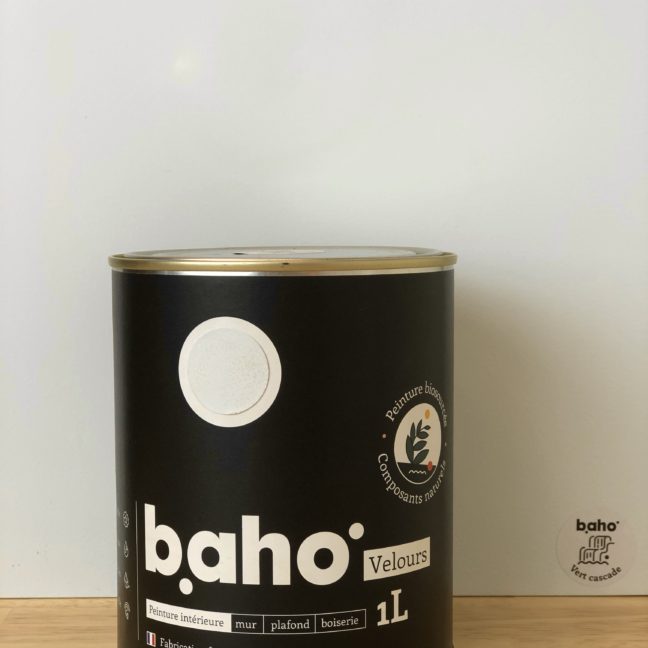 Peinture biosourcée
Composants naturels
baho
Velours
Peinture intérieure mur plafond boiserie 1L
baho
Vert cascade